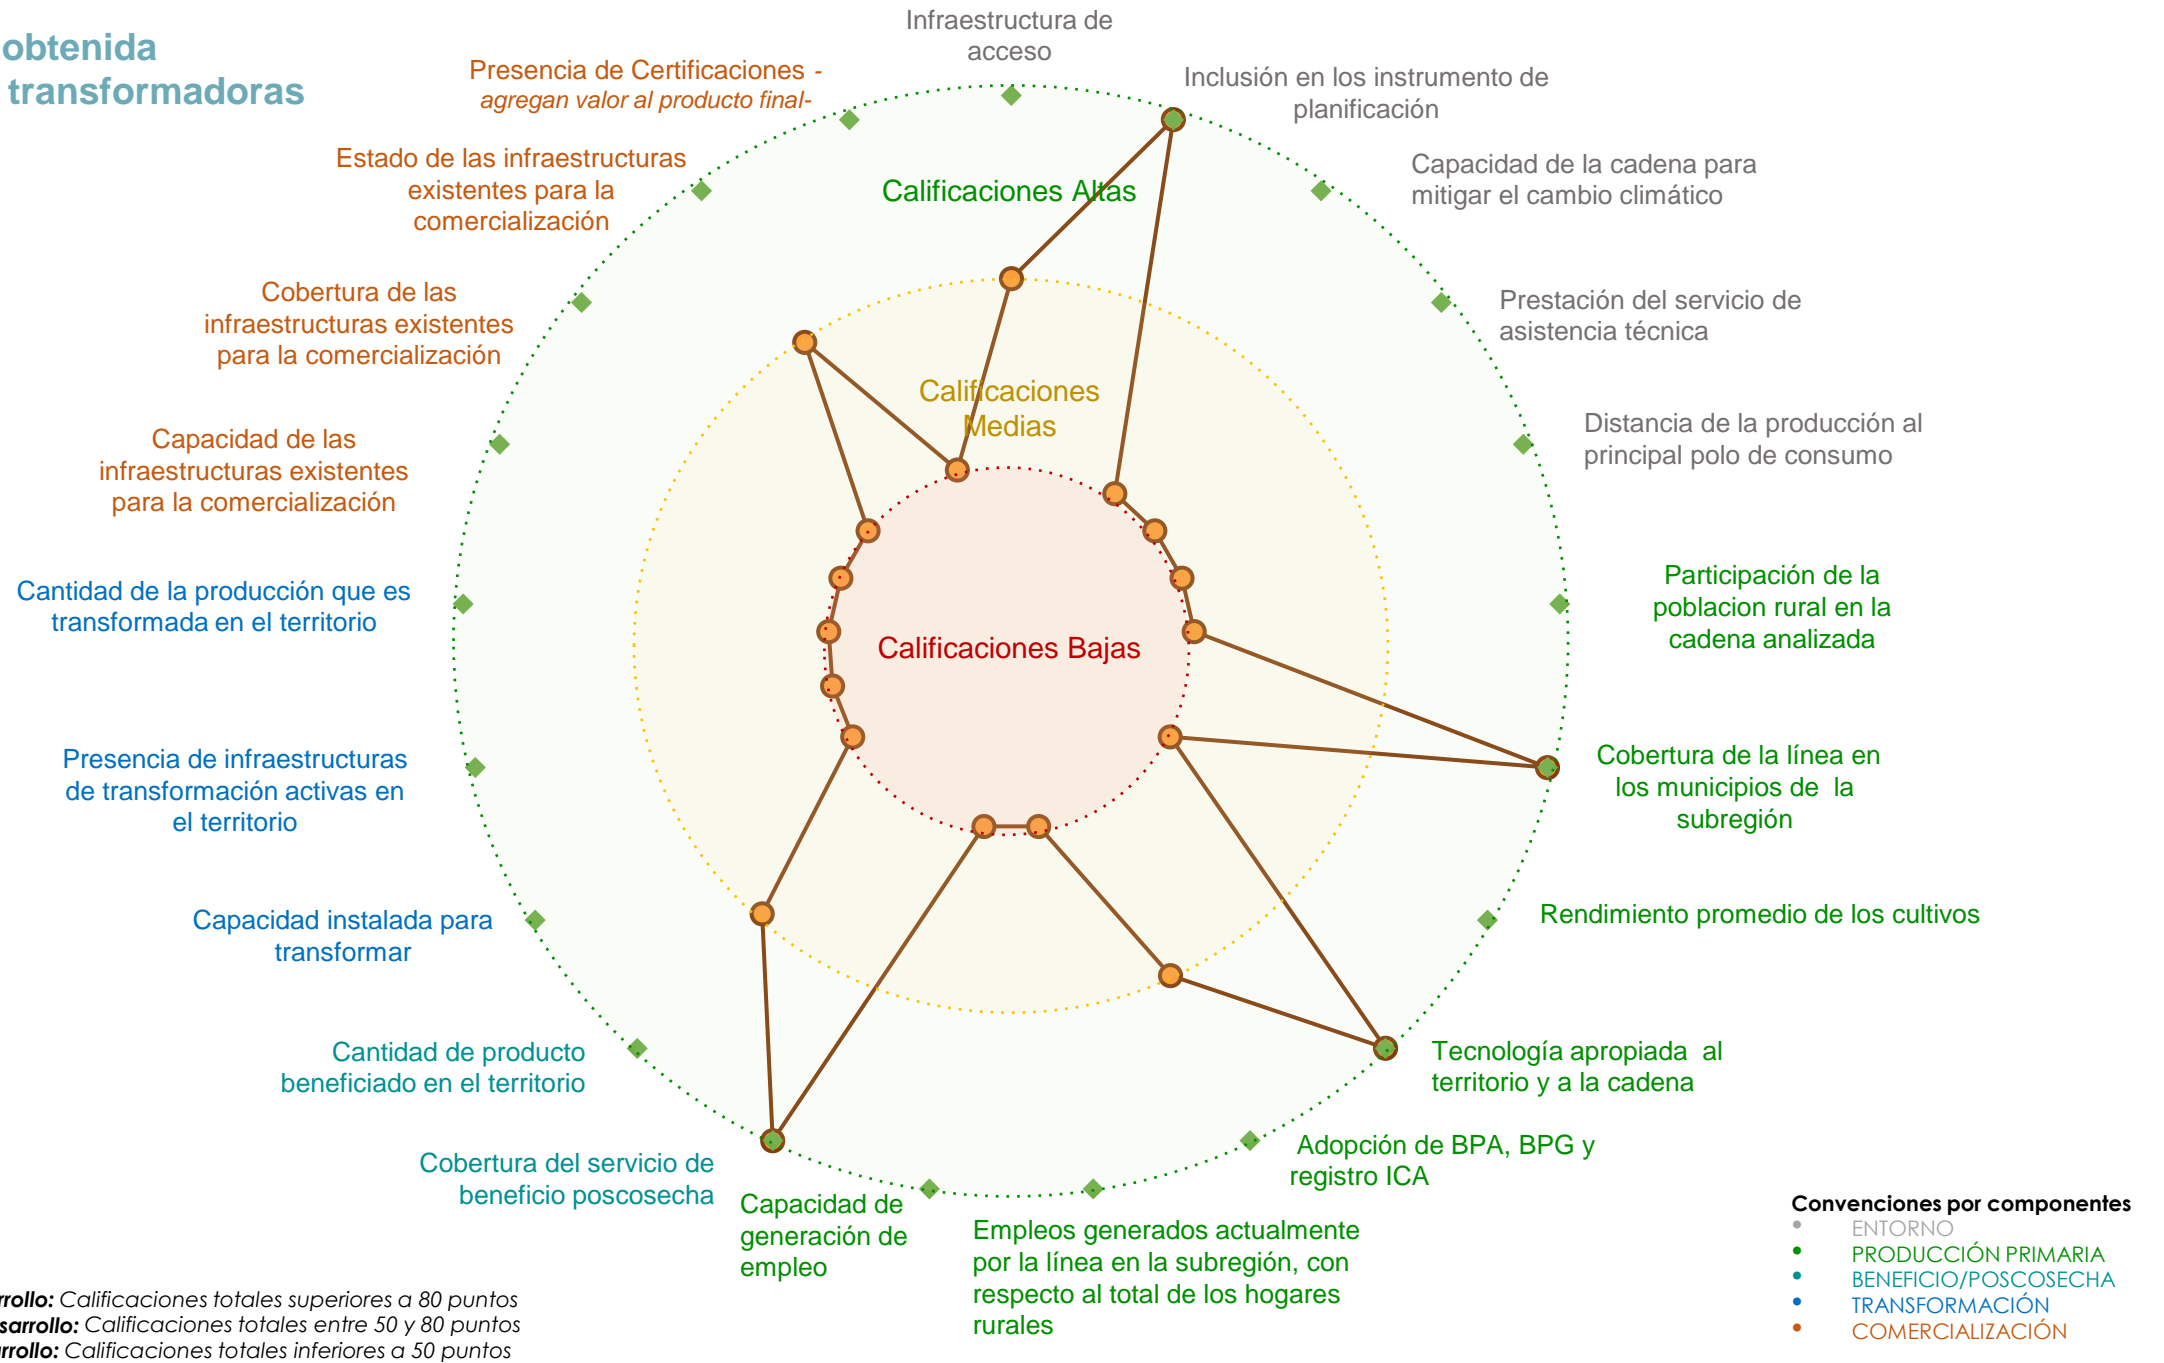 obtenida
transformadoras
Infraestructura de
acceso
Inclusión en los instrumento de
planificación
Capacidad de la cadena para
mitigar el cambio climático
Prestación del servicio de
asistencia técnica
Distancia de la producción al
principal polo de consumo
Participación de la
poblacion rural en la
cadena analizada
Cobertura de la línea en
los municipios de la
subregión
Rendimiento promedio de los cultivos
Tecnología apropiada al
territorio y a la cadena
Adopción de BPA, BPG y
registro ICA
Empleos generados actualmente
por la línea en la subregión, con
respecto al total de los hogares
rurales
Capacidad de
generación de
empleo
Cobertura del servicio de
beneficio poscosecha
Cantidad de producto
beneficiado en el territorio
Capacidad instalada para
transformar
Presencia de infraestructuras
de transformación activas en
el territorio
Cantidad de la producción que es
transformada en el territorio
Capacidad de las
infraestructuras existentes
para la comercialización
Cobertura de las
infraestructuras existentes
para la comercialización
Estado de las infraestructuras
existentes para la
comercialización
Presencia de Certificaciones -
agregan valor al producto final-
Calificaciones Altas
Calificaciones
Medias
Calificaciones Bajas
Convenciones por componentes
• ENTORNO
• PRODUCCIÓN PRIMARIA
• BENEFICIO/POSCOSECHA
• TRANSFORMACIÓN
• COMERCIALIZACIÓN
rrollo: Calificaciones totales superiores a 80 puntos
sarrollo: Calificaciones totales entre 50 y 80 puntos
arrollo: Calificaciones totales inferiores a 50 puntos